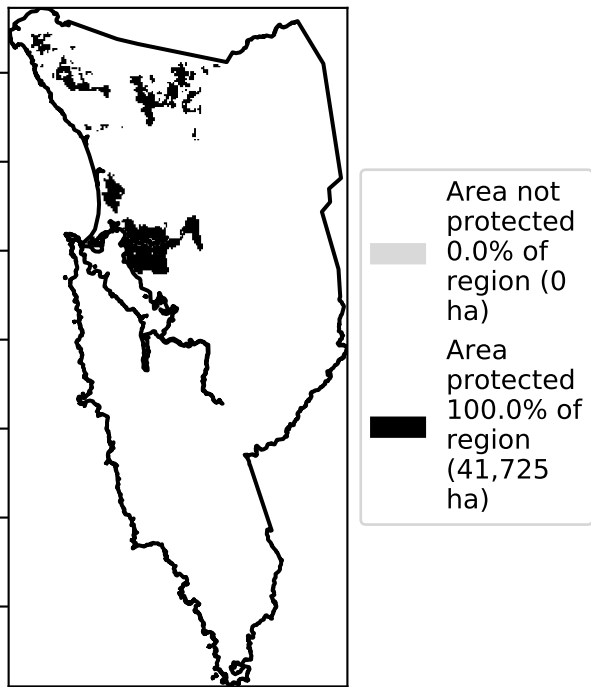 Area not
protected
0.0% of
region (0
ha)
Area
protected
100.0% of
region
(41,725
ha)